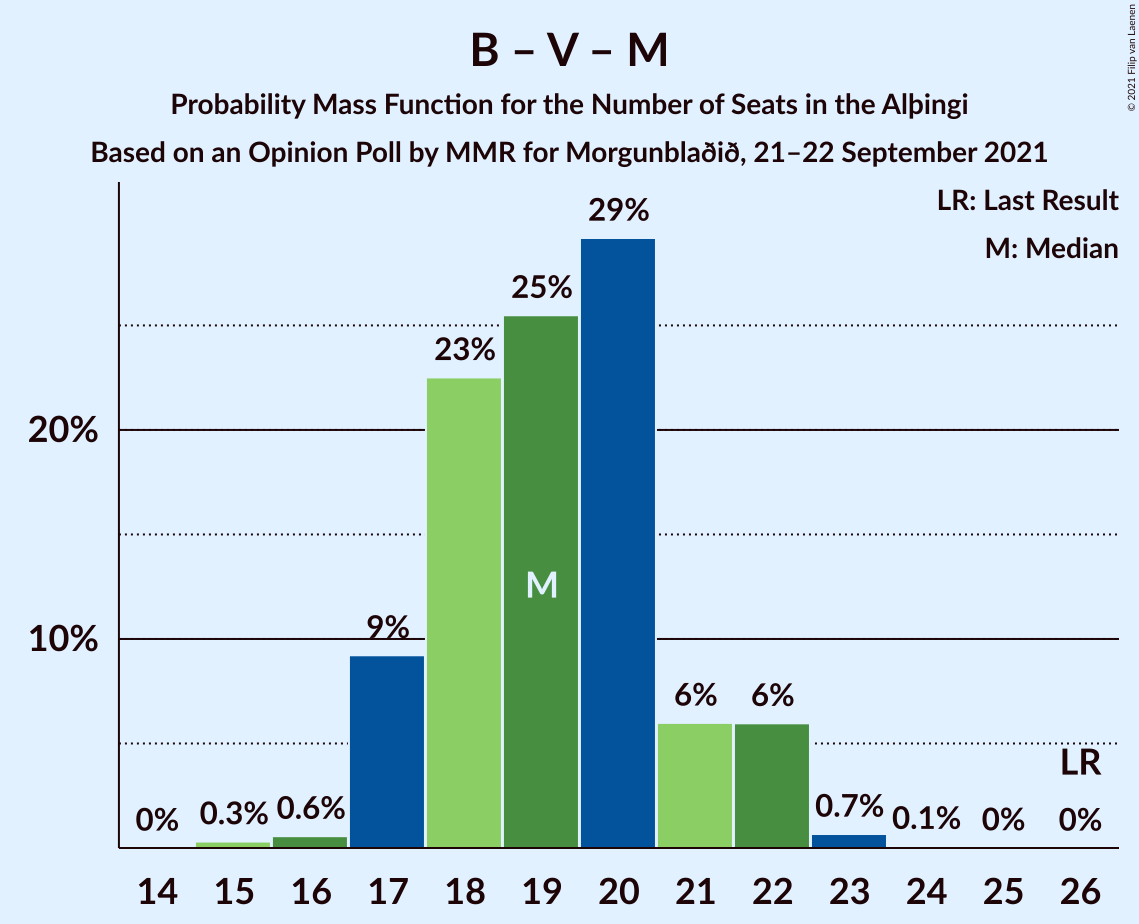 B – V – M
Probability Mass Function for the Number of Seats in the Alþingi
Based on an Opinion Poll by MMR for Morgunblaðið, 21–22 September 2021
© 2021 Filip van Laenen
LR: Last Result
M: Median
20%
10%
0%
0.3%
0.6%
9%
23%
25%
29%
6%
6%
0.7%
0.1%
0%
0%
M
LR
14 15 16 17 18 19 20 21 22 23 24 25 26